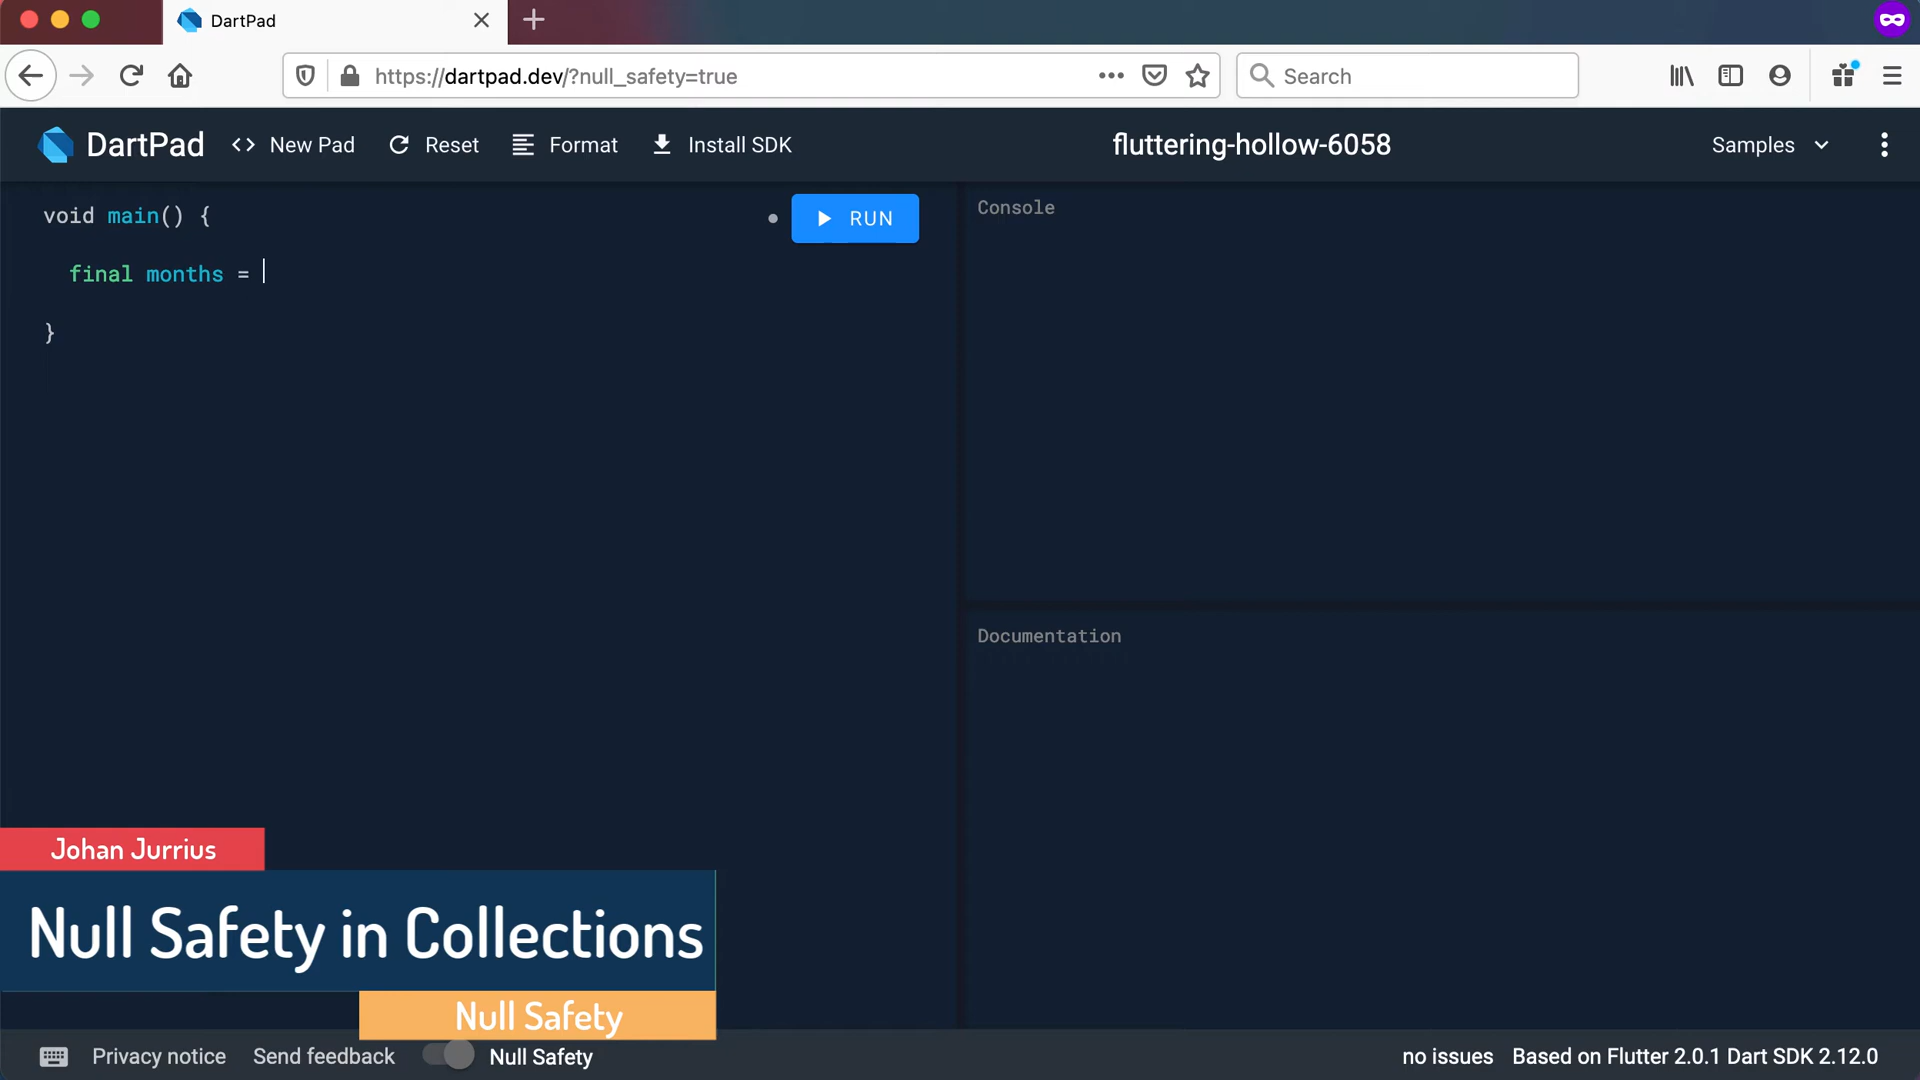 DartPad
https://dartpad.dev/?null_safety=true
Search
DartPad
New Pad
Reset
Format
Install SDK
fluttering-hollow-6058
Samples
void main() {
RUN
Console
final months =
}
Documentation
Johan Jurrius
Null Safety in Collections
Null Safety
Privacy notice
Send feedback
Null Safety
no issues
Based on Flutter 2.0.1 Dart SDK 2.12.0